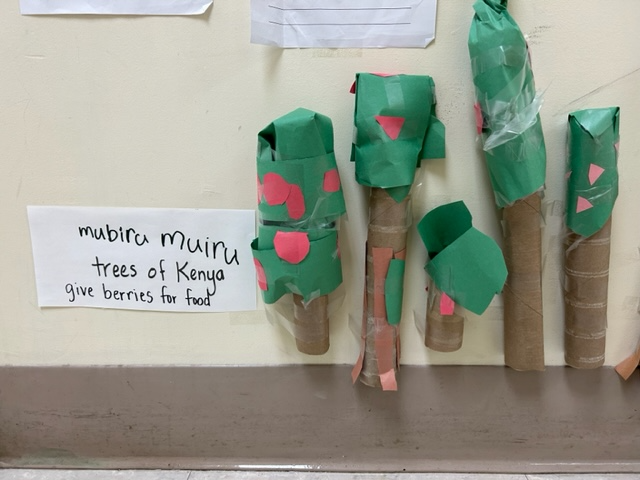 mubiru muiru
trees of Kenya
give berries for food